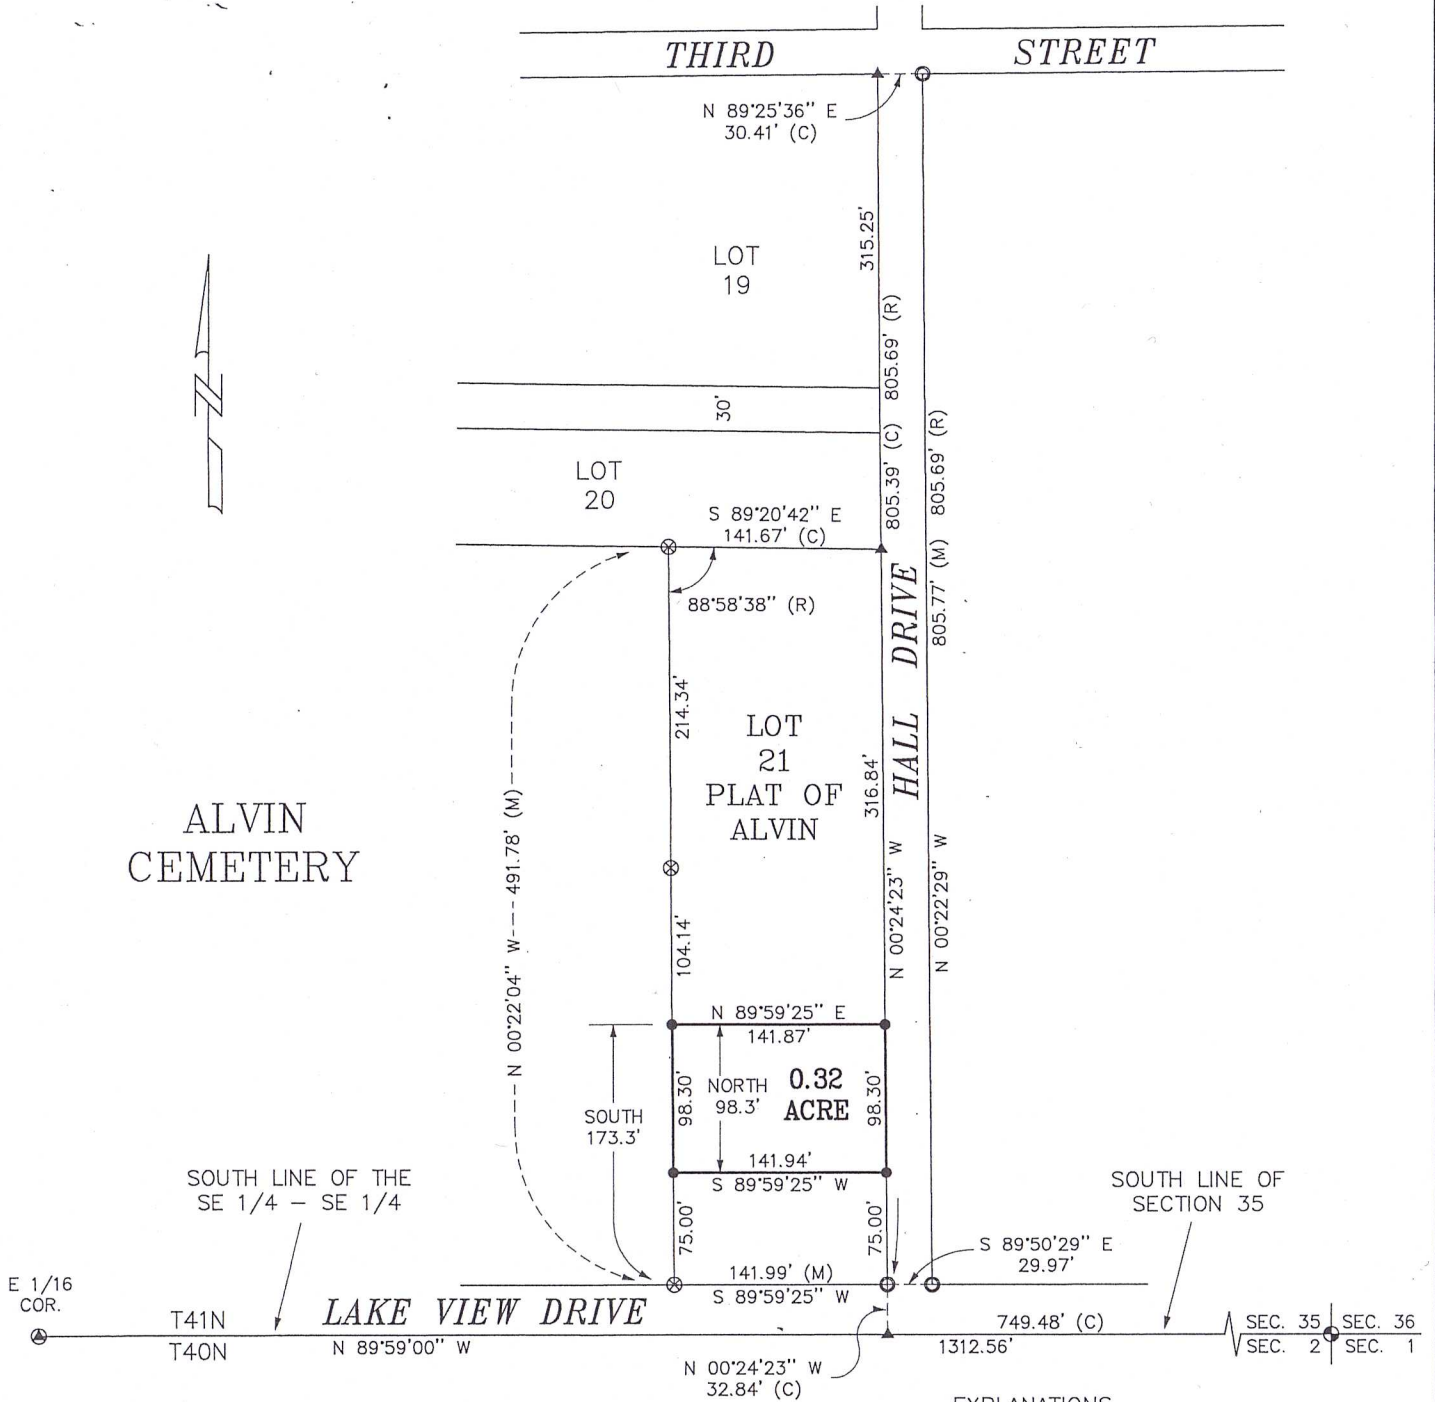 THIRD STREET
N 89°25'36" E
30.41' (C)
315.25'
LOT
19
805.39' (C) 805.69' (R)
805.77' (M) 805.69' (R)
30'
LOT
20
S 89°20'42" E
141.67' (C)
88°58'38" (R)
HALL DRIVE
214.34'
LOT
21
PLAT OF
ALVIN
316.84'
N 00°22'04" W 491.78' (M)
ALVIN
CEMETERY
N 00°24'23" W
N 00°22'29" W
104.14'
N 89°59'25" E
141.87'
98.30'
NORTH
98.3'
0.32
ACRE
98.30'
SOUTH
173.3'
141.94'
S 89°59'25" W
SOUTH LINE OF THE
SE 1/4 – SE 1/4
SOUTH LINE OF
SECTION 35
75.00'
75.00'
S 89°50'29" E
29.97'
141.99' (M)
S 89°59'25" W
E 1/16
COR.
LAKE VIEW DRIVE
T41N
T40N
N 89°59'00" W
749.48' (C)
1312.56'
SEC. 35 SEC. 36
SEC. 2 SEC. 1
N 00°24'23" W
32.84' (C)
EXPLANATIONS